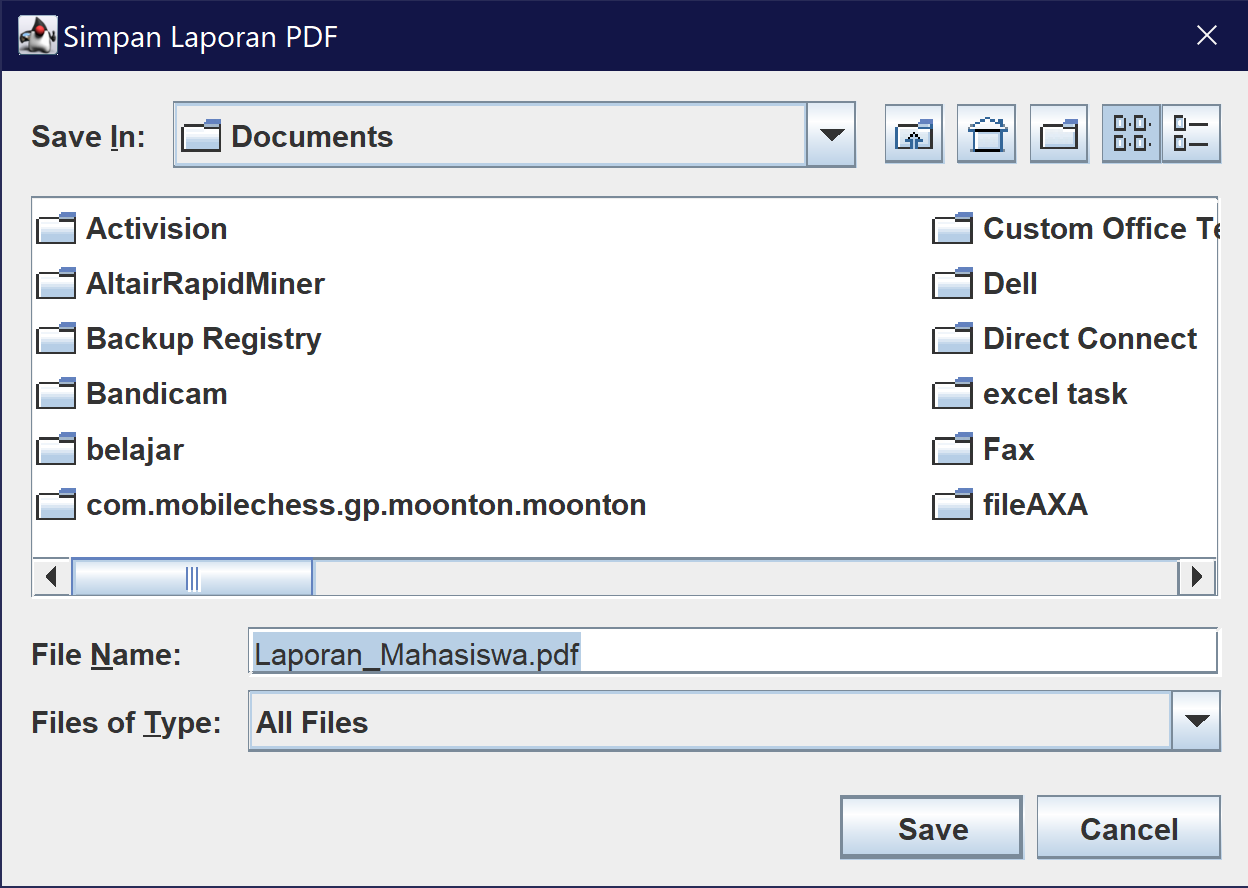 Simpan Laporan PDF
Save In: Documents
Activision
AltairRapidMiner
Backup Registry
Bandicam
belajar
com.mobilechess.gp.moonton.moonton
Custom Office Te
Dell
Direct Connect
excel task
Fax
fileAXA
File Name: Laporan_Mahasiswa.pdf
Files of Type: All Files
Save Cancel